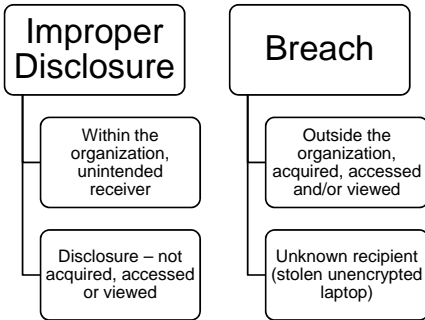 Improper
Disclosure
Within the
organization,
unintended
receiver
Disclosure – not
acquired, accessed
or viewed
Breach
Outside the
organization,
acquired, accessed
and/or viewed
Unknown recipient
(stolen unencrypted
laptop)